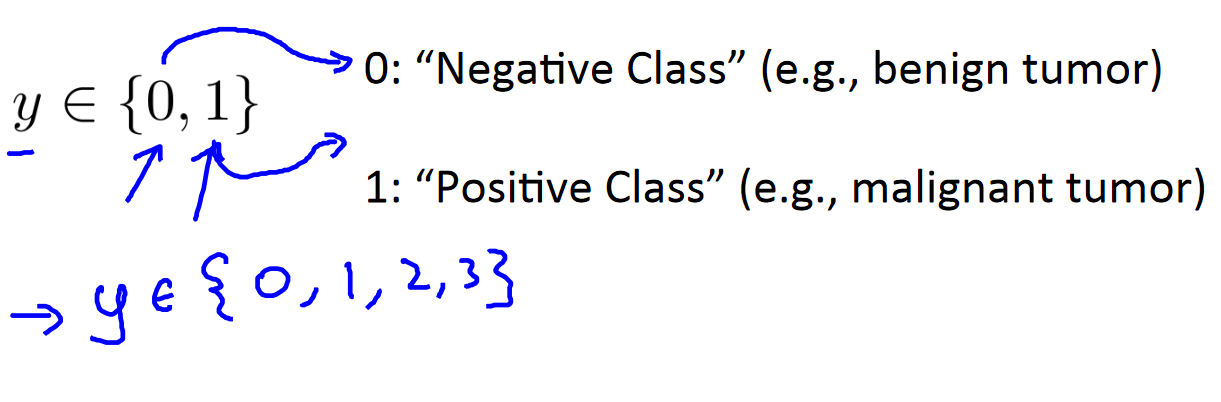 0: “Negative Class” (e.g., benign tumor)
y ∈ {0, 1}
1: “Positive Class” (e.g., malignant tumor)
→ y ∈ {0, 1, 2, 3}